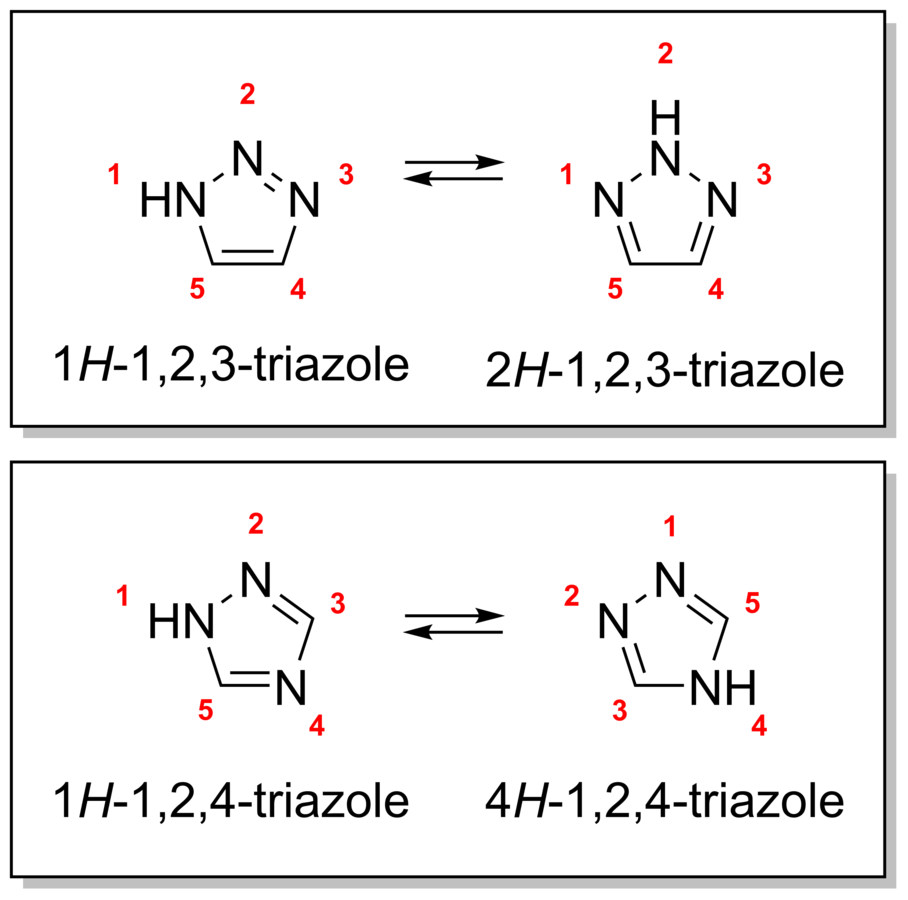 2
2
H
1
N
3
1
N
3
HN
N
N
N
5
4
5
4
1H-1,2,3-triazole
2H-1,2,3-triazole
2
1
1
N
3
2
N
5
HN
N
5
N
4
3
NH
4
1H-1,2,4-triazole
4H-1,2,4-triazole